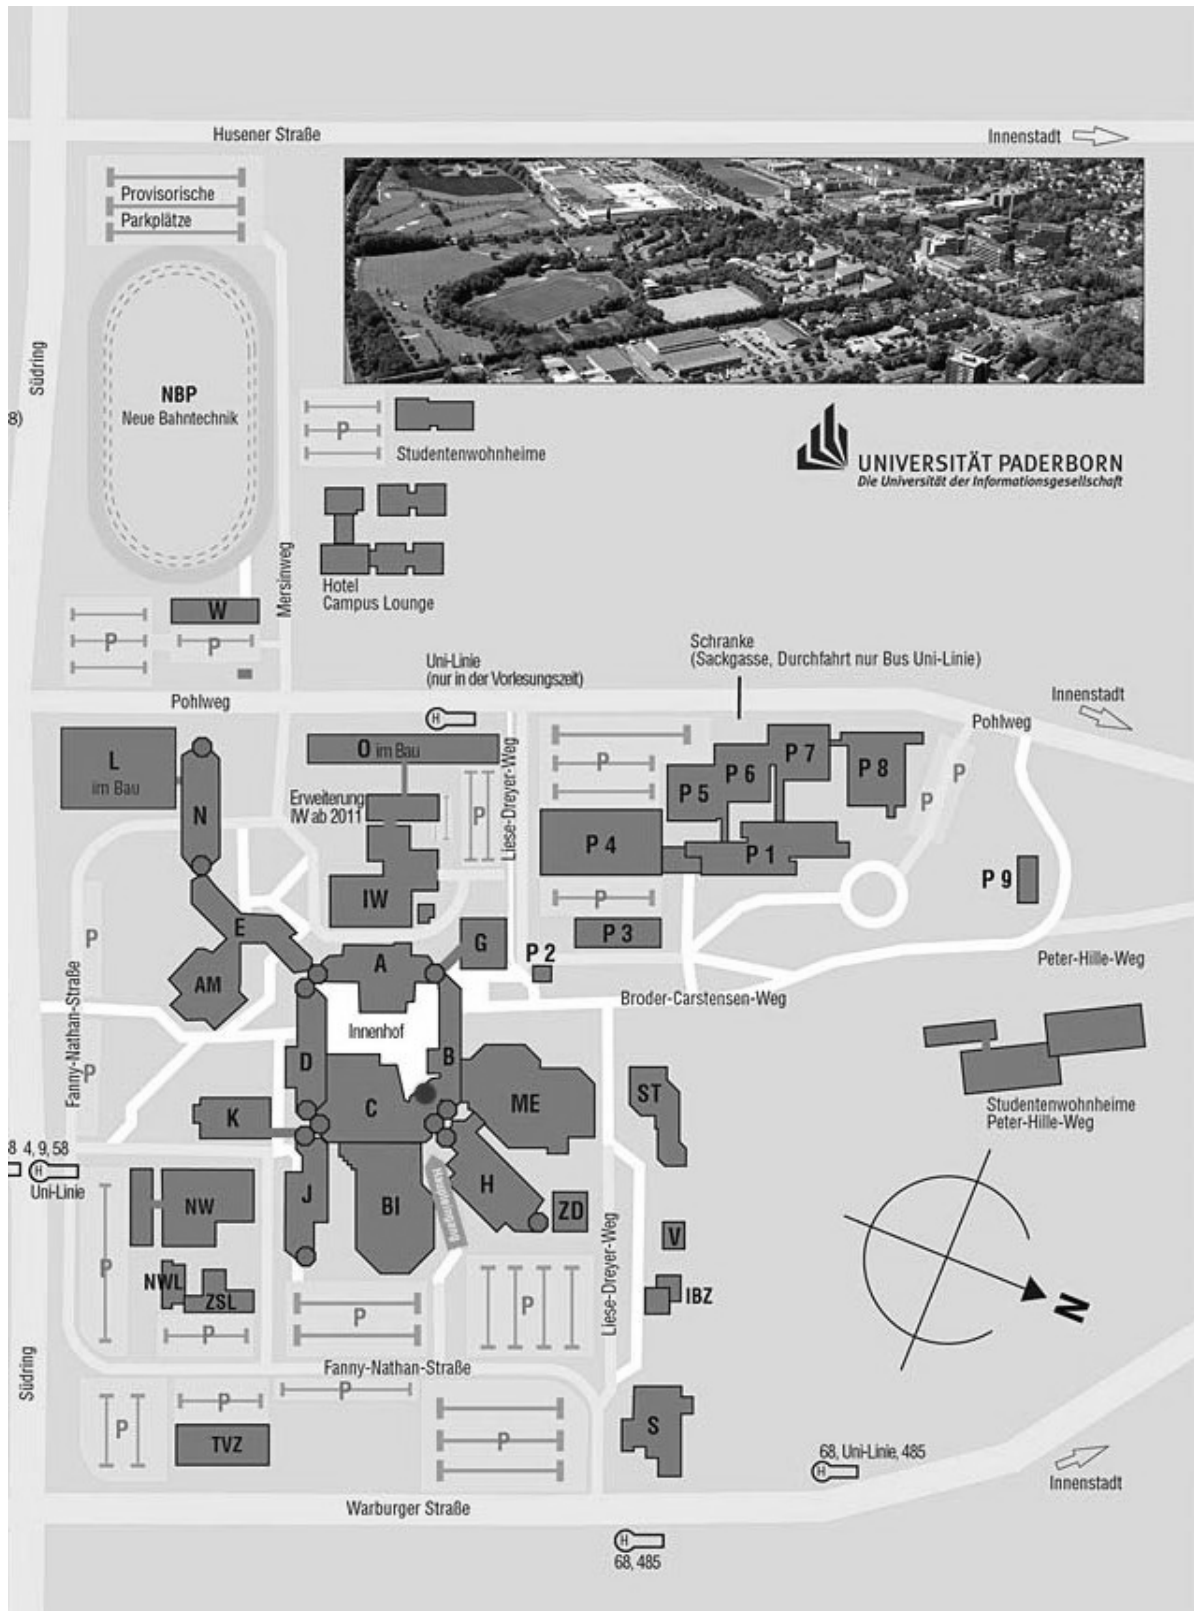 Husener Straße
Innenstadt
Provisorische
Parkplätze
Südring
8)
NBP
Neue Bahntechnik
P
Studentenwohnheime
UNIVERSITÄT PADERBORN
Die Universität der Informationsgesellschaft
Mersinweg
Hotel
Campus Lounge
W
P
P
Uni-Linie
(nur in der Vorlesungszeit)
H
Schranke
(Sackgasse, Durchfahrt nur Bus Uni-Linie)
Pohlweg
Innenstadt
Pohlweg
L
im Bau
N
O im Bau
Erweiterung
IW ab 2011
P
Liese-Dreyer-Weg
P
P 7
P 6
P 5
P 8
P
P
P 4
P 1
P 9
IW
P
P 3
P 2
E
AM
A
G
P
Peter-Hille-Weg
Broder-Carstensen-Weg
Fanny-Nathan-Straße
Innenhof
D
B
P
K
C
ME
ST
Studentenwohnheime
Peter-Hille-Weg
8 4, 9, 58
H
Uni-Linie
NW
J
BI
Haupteingang
H
ZD
V
Liese-Dreyer-Weg
NWL
ZSL
P
P
P
P
IBZ
N
Südring
Fanny-Nathan-Straße
P
P
P
TVZ
P
S
68, Uni-Linie, 485
H
Innenstadt
Warburger Straße
H
68, 485